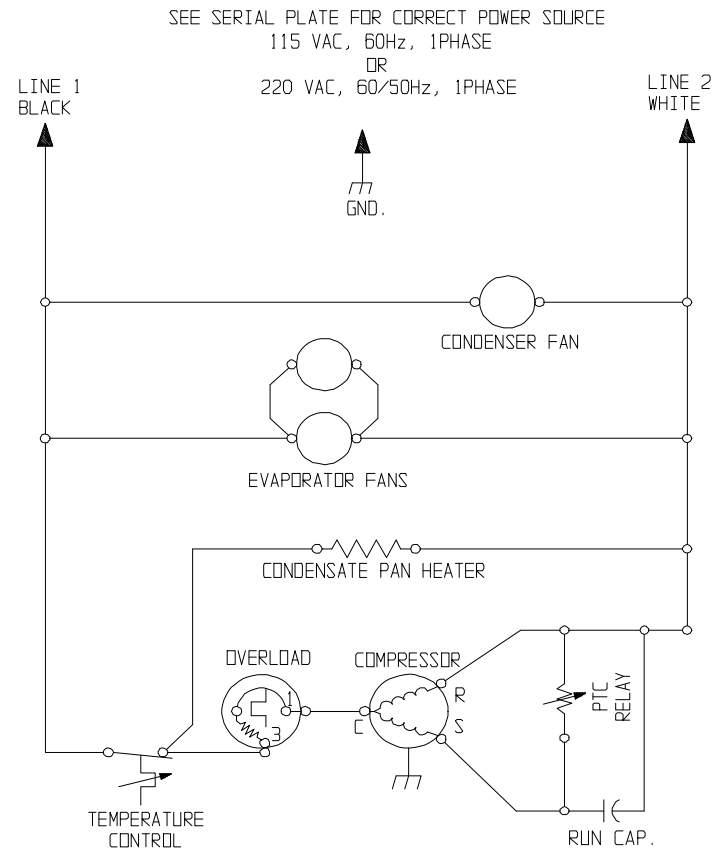 SEE SERIAL PLATE FOR CORRECT POWER SOURCE
115 VAC, 60Hz, 1PHASE
OR
220 VAC, 60/50Hz, 1PHASE
LINE 1
BLACK
LINE 2
WHITE
GND.
CONDENSER FAN
EVAPORATOR FANS
CONDENSATE PAN HEATER
OVERLOAD
COMPRESSOR
1
3
C
R
S
PTC
RELAY
TEMPERATURE
CONTROL
RUN CAP.